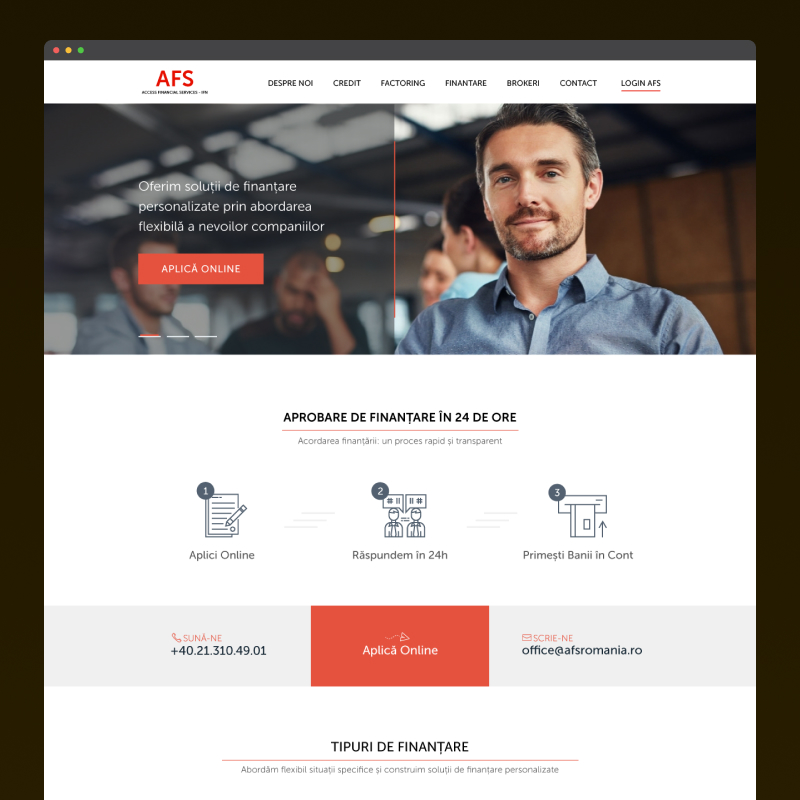 AFS
ACCESS FINANCIAL SERVICES - IFN
DESPRE NOI
CREDIT
FACTORING
FINANTARE
BROKERI
CONTACT
LOGIN AFS
Oferim soluții de finanțare
personalizate prin abordarea
flexibilă a nevoilor companiilor
APLICĂ ONLINE
APROBARE DE FINANȚARE ÎN 24 DE ORE
Acordarea finanțării: un proces rapid și transparent
1
2
3
Aplici Online
Răspundem în 24h
Primești Banii în Cont
SUNĂ-NE
+40.21.310.49.01
Aplică Online
SCRIE-NE
office@afsromania.ro
TIPURI DE FINANȚARE
Abordăm flexibil situații specifice și construim soluții de finanțare personalizate